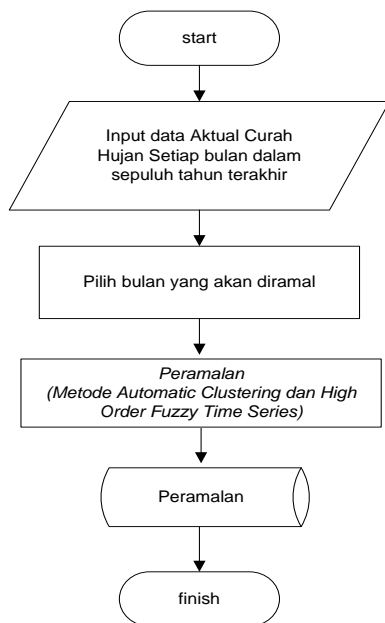 start
Input data Aktual Curah
Hujan Setiap bulan dalam
sepuluh tahun terakhir
Pilih bulan yang akan diramal
Peramalan
(Metode Automatic Clustering dan High
Order Fuzzy Time Series)
Peramalan
finish